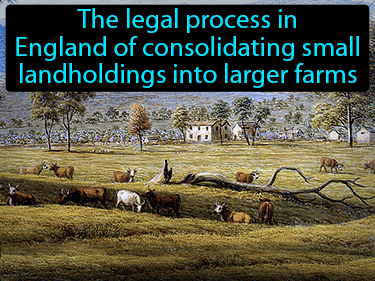 The legal process in
England of consolidating small
landholdings into larger farms